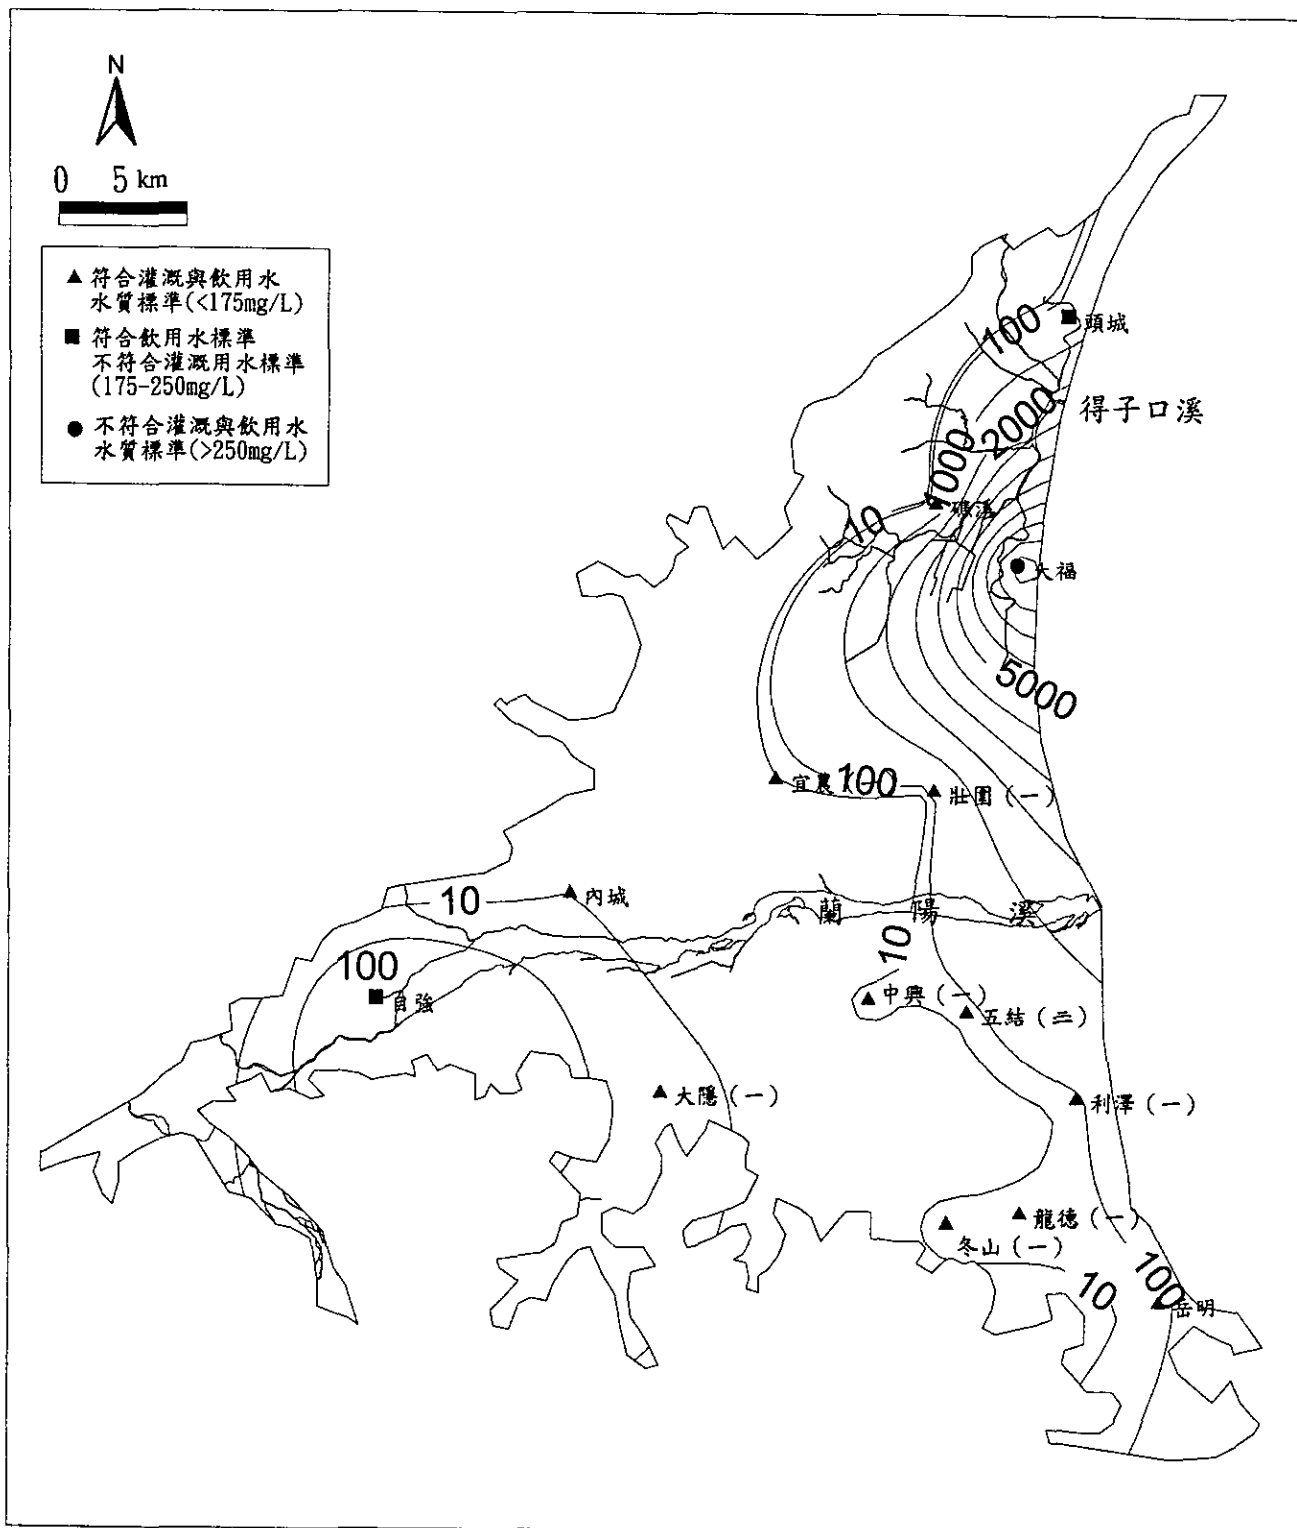 N
0 5 km
▲ 符合灌溉與飲用水
水質標準(<175mg/L)
■ 符合飲用水標準
不符合灌溉用水標準
(175-250mg/L)
● 不符合灌溉與飲用水
水質標準(>250mg/L)
100
頭城
2000
得子口溪
1000
礁溪
10
大福
5000
宜農
100
壯圍(一)
10
內城
蘭陽溪
10
100
自強
中興(一)
五結(二)
大隱(一)
利澤(一)
龍德(一)
冬山(一)
10
100
岳明